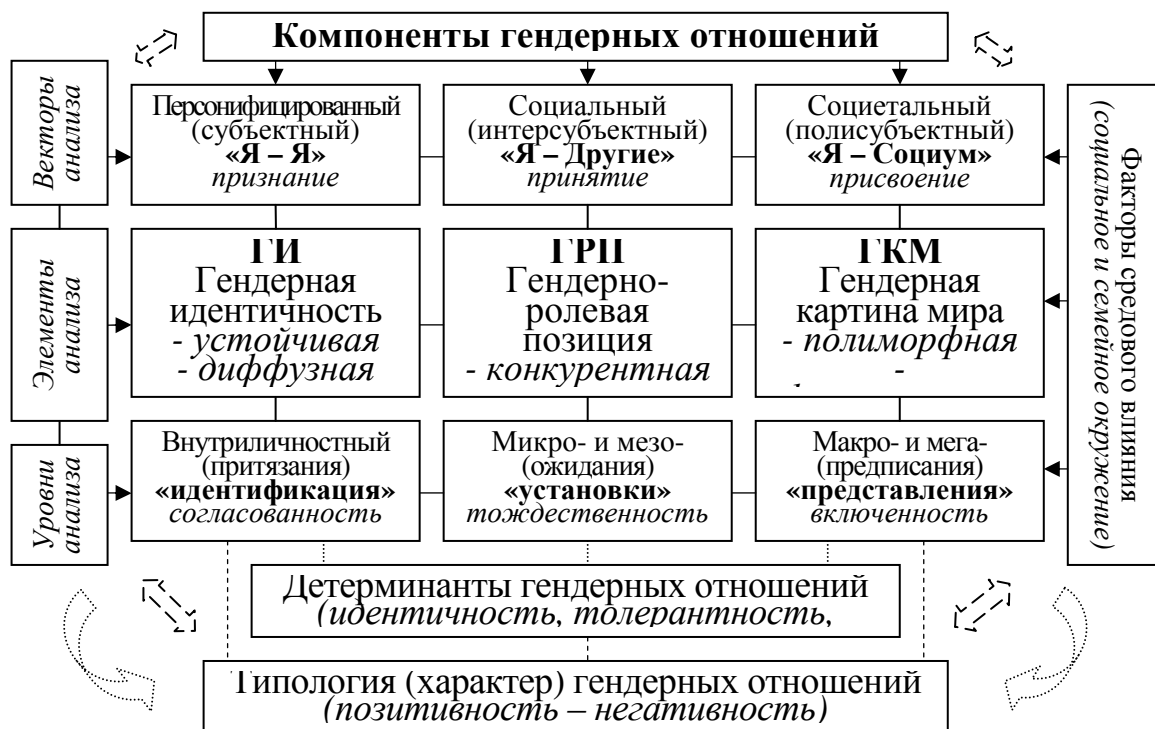 Компоненты гендерных отношений
Векторы
анализа
Персонифицированный
(субъектный)
«Я – Я»
признание
Социальный
(интерсубъектный)
«Я – Другие»
принятие
Социетальный
(полисубъектный)
«Я – Социум»
присвоение
Факторы средового влияния
(социальное и семейное окружение)
Элементы
анализа
ГИ
Гендерная
идентичность
- устойчивая
- диффузная
ГРП
Гендерно-
ролевая
позиция
- конкурентная
ГКМ
Гендерная
картина мира
- полиморфная
-
Уровни
анализа
Внутриличностный
(притязания)
«идентификация»
согласованность
Микро- и мезо-
(ожидания)
«установки»
тождественность
Макро- и мега-
(предписания)
«представления»
включенность
Детерминанты гендерных отношений
(идентичность, толерантность,
Типология (характер) гендерных отношений
(позитивность – негативность)